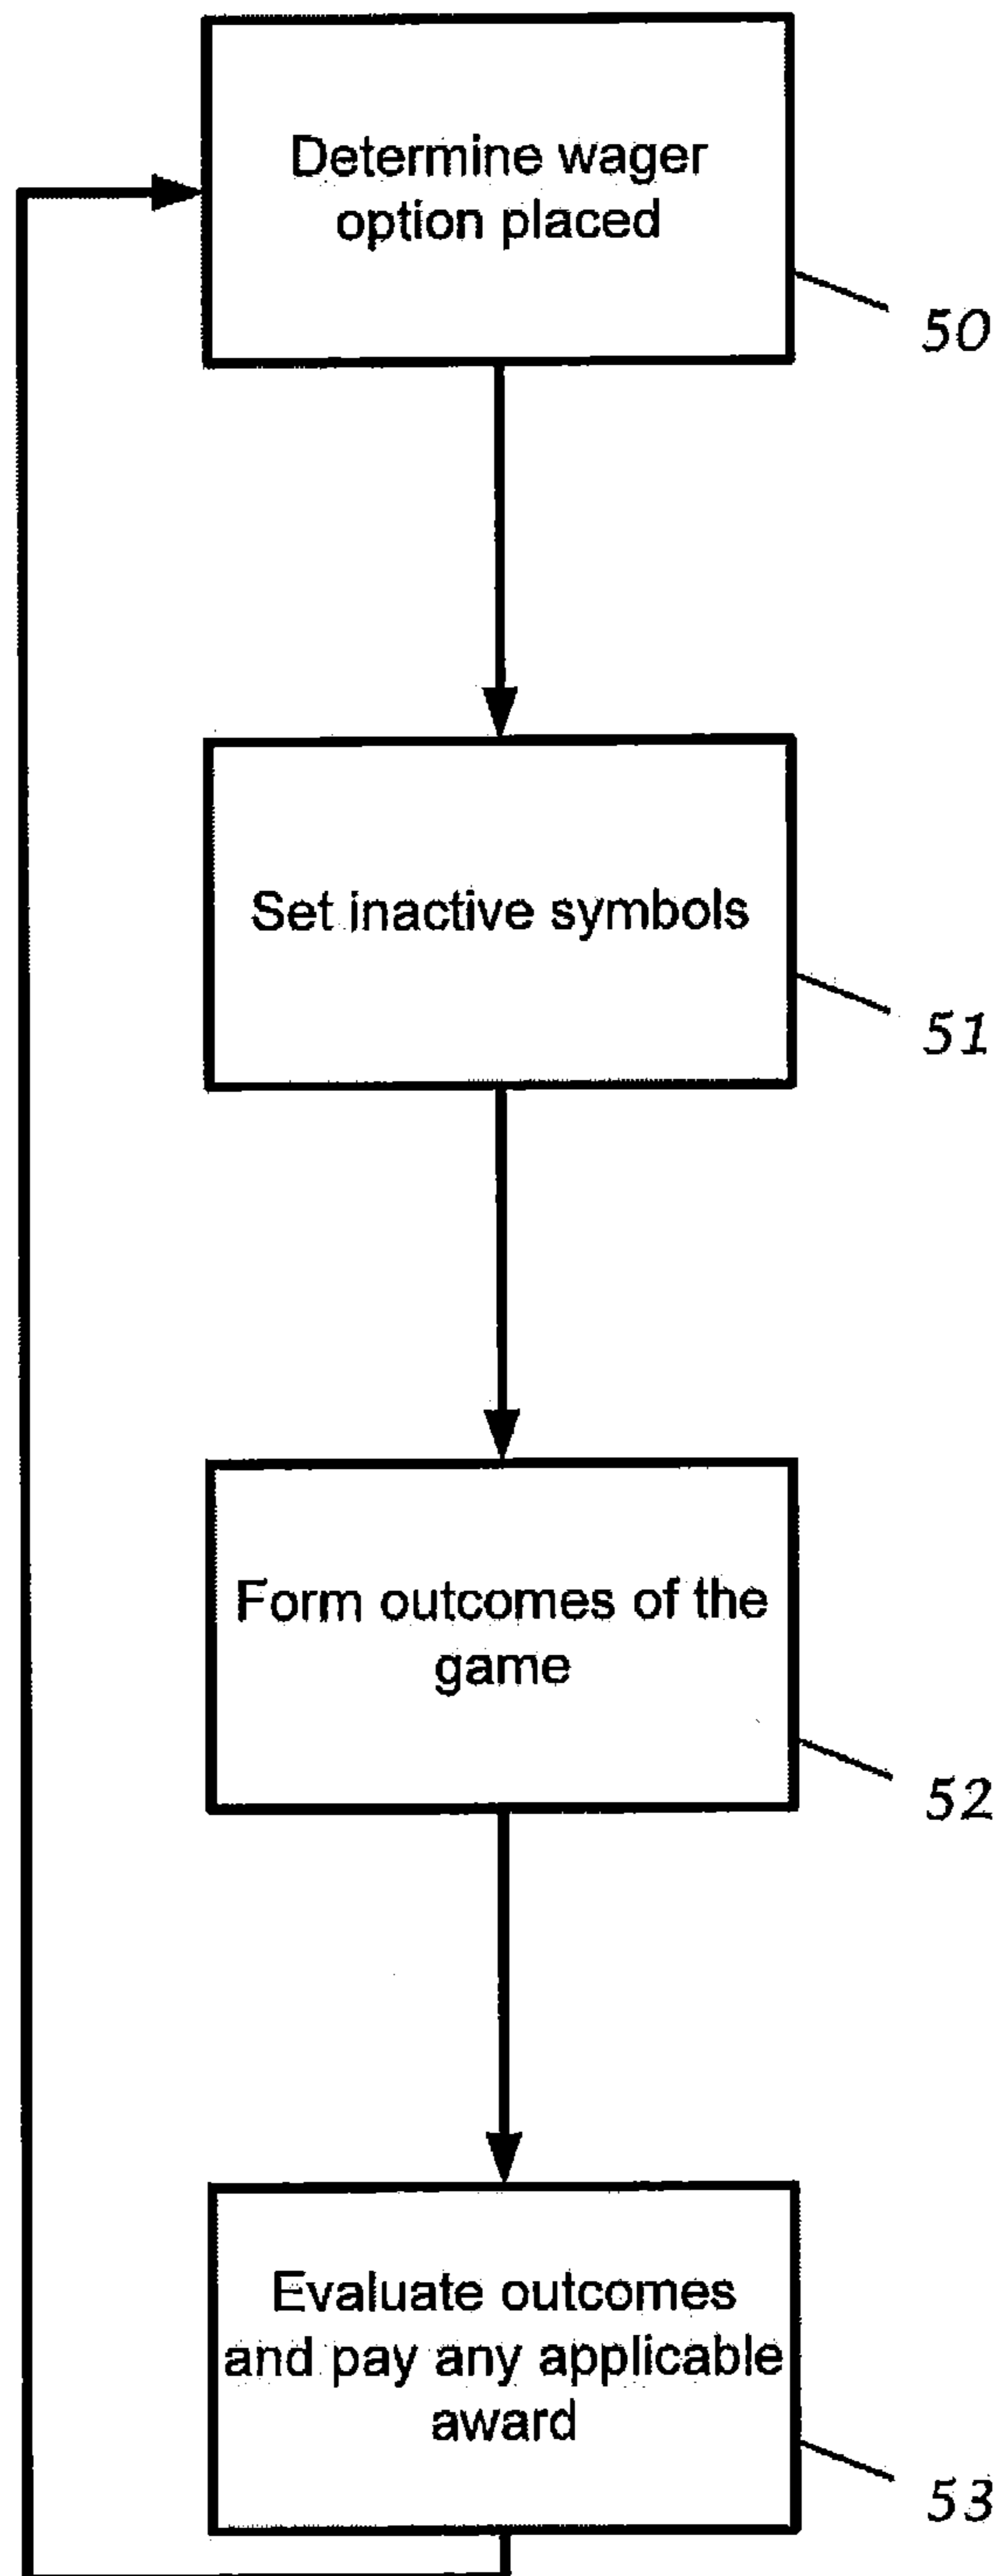 Determine wager
option placed
50
Set inactive symbols
51
Form outcomes of the
game
52
Evaluate outcomes
and pay any applicable
award
53